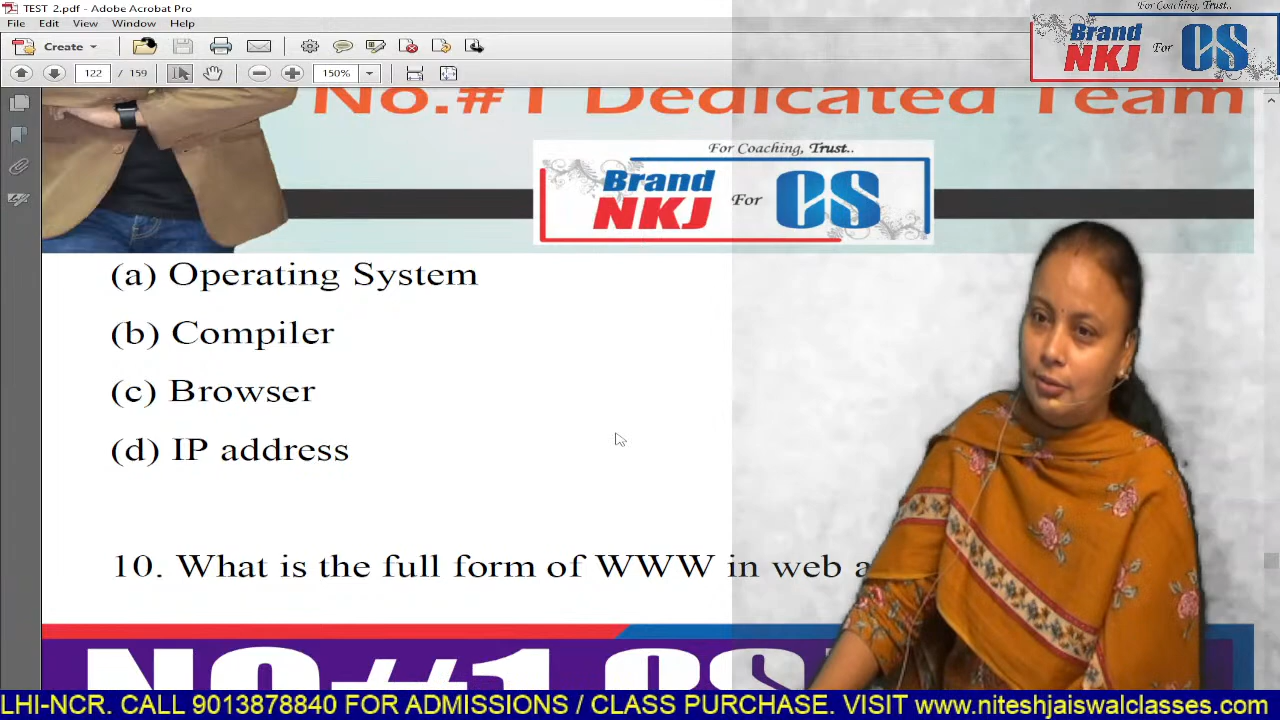 TEST 2.pdf - Adobe Acrobat Pro
File Edit View Window Help
Create
122 / 159
150%
For Coaching, Trust..
Brand
NKJ
For
CS
No.#1 Dedicated Team
For Coaching, Trust..
Brand
NKJ
For
CS
(a) Operating System
(b) Compiler
(c) Browser
(d) IP address
10. What is the full form of WWW in web a
NO.#1 CS
LHI-NCR. CALL 9013878840 FOR ADMISSIONS / CLASS PURCHASE. VISIT www.niteshjaiswalclasses.com